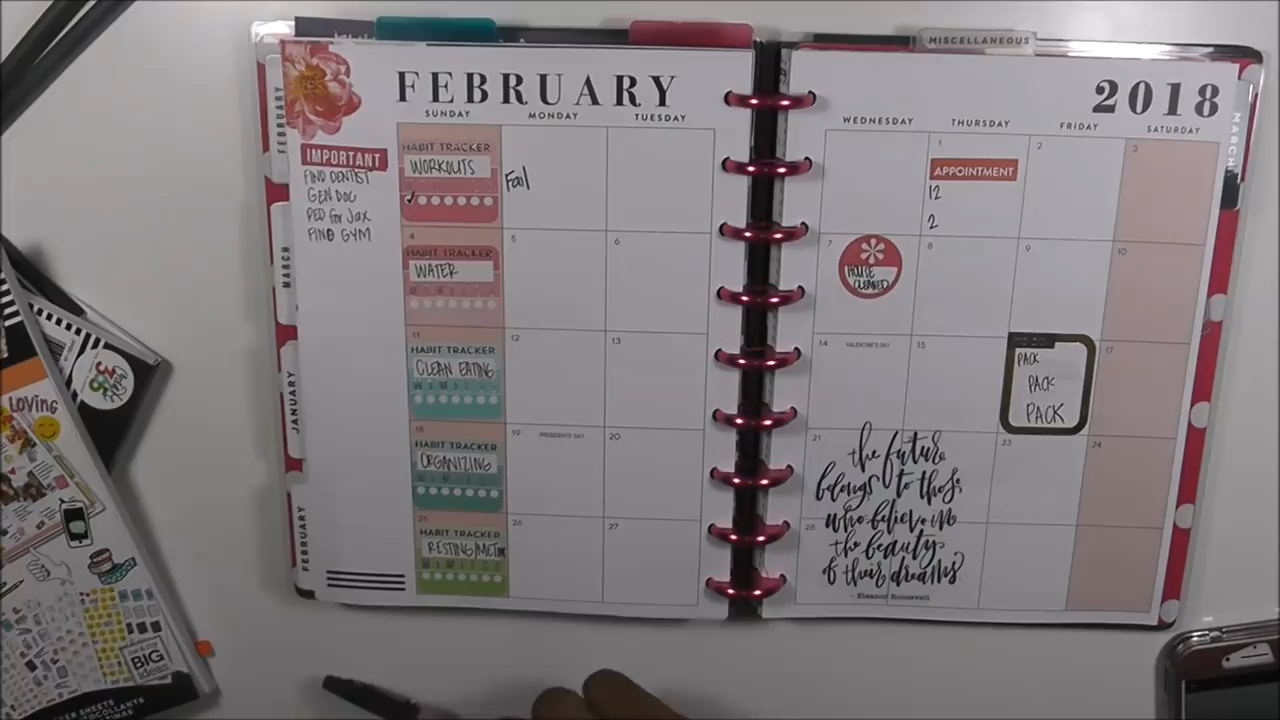 MISCELLANEOUS
FEBRUARY
2018
SUNDAY
MONDAY
TUESDAY
WEDNESDAY
THURSDAY
FRIDAY
SATURDAY
IMPORTANT
FIND DENTIST
GEN DOC
PED for Jax
FIND GYM
HABIT TRACKER
WORKOUTS
Fail
1
APPOINTMENT
12
2
2
3
4
HABIT TRACKER
WATER
5
6
7
HOUSE
CLEANED
8
9
10
11
HABIT TRACKER
CLEAN EATING
12
13
14
VALENTINE'S DAY
15
PACK
PACK
PACK
17
18
HABIT TRACKER
ORGANIZING
19
PRESIDENTS' DAY
20
21
23
24
25
HABIT TRACKER
26
27
28
the future
belongs to those
who believe in
the beauty
of their dreams
- Eleanor Roosevelt
FEBRUARY
MARCH
JANUARY
FEBRUARY
MARCH
LOVING
BIG
ideas